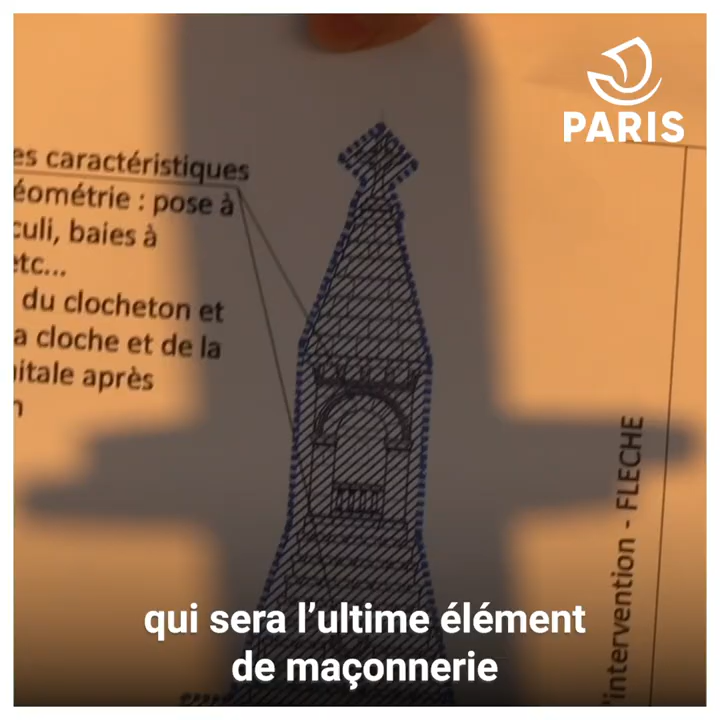 PARIS
es caractéristiques
éométrie : pose à
culi, baies à
etc...
du clocheton et
a cloche et de la
itale après
n
'intervention - FLECHE
qui sera l'ultime élément
de maçonnerie